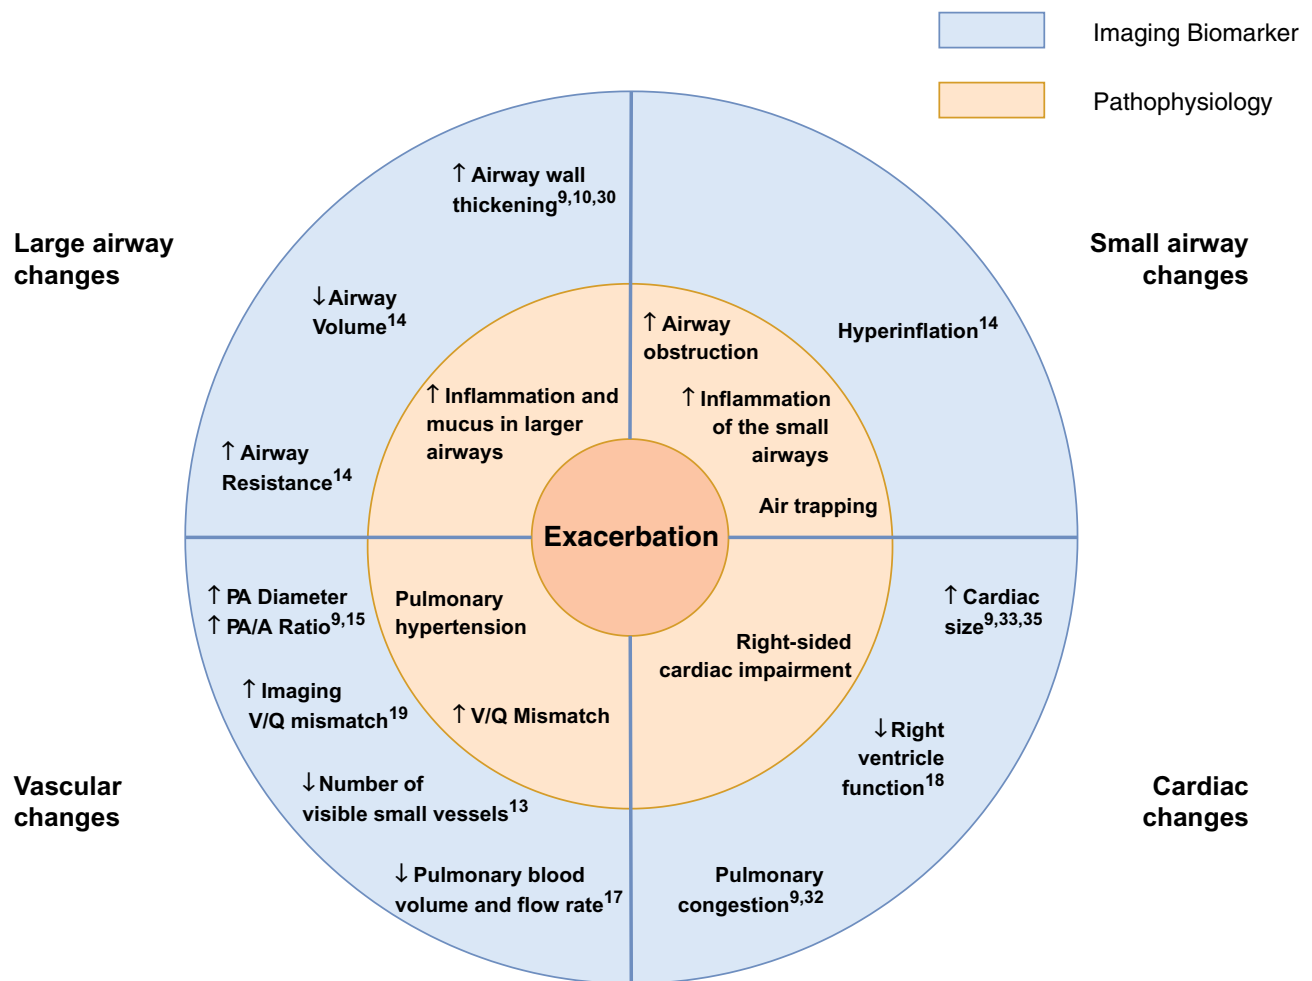 Imaging Biomarker
Pathophysiology
Large airway
changes
↑ Airway wall
thickening9,10,30
↓ Airway
Volume14
↑ Airway
Resistance14
↑ Inflammation and
mucus in larger
airways
Small airway
changes
Hyperinflation14
↑ Airway
obstruction
↑ Inflammation
of the small
airways
Air trapping
Exacerbation
Vascular
changes
↑ PA Diameter
↑ PA/A Ratio9,15
↑ Imaging
V/Q mismatch19
↓ Number of
visible small vessels13
↓ Pulmonary blood
volume and flow rate17
Pulmonary
hypertension
↑ V/Q Mismatch
Cardiac
changes
Right-sided
cardiac impairment
↑ Cardiac
size9,33,35
↓ Right
ventricle
function18
Pulmonary
congestion9,32